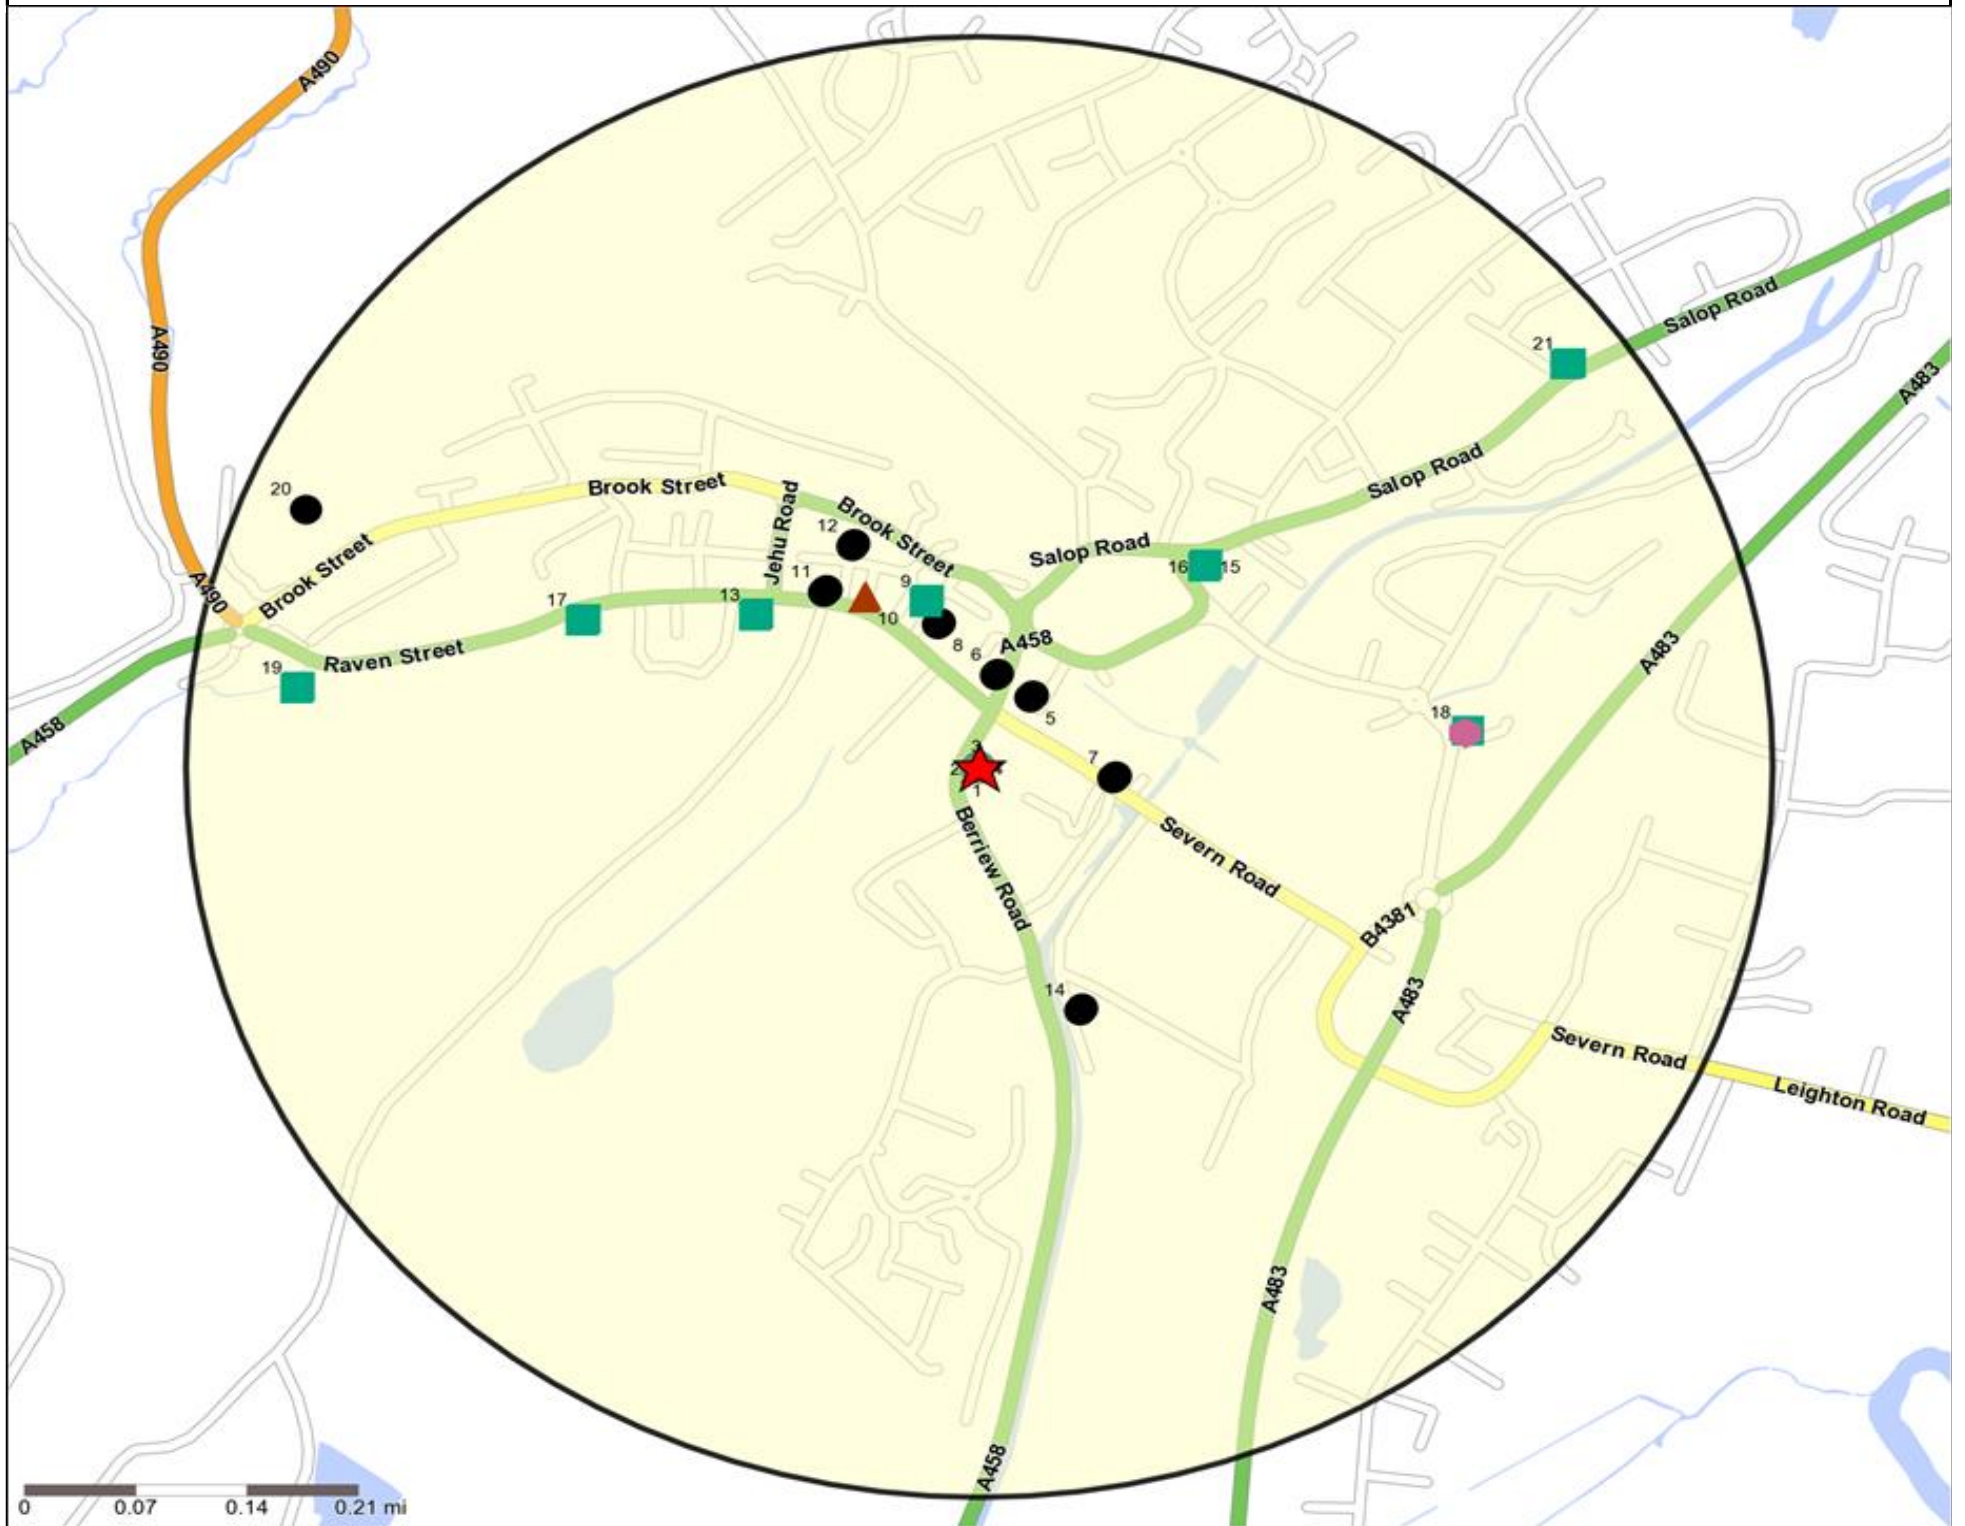 A490
A490
A490
A458
Brook Street
Brook Street
Brook Street
Jehu Road
Raven Street
Salop Road
Salop Road
Salop Road
A483
A483
A458
Berriew Road
Severn Road
B4381
A483
Severn Road
Leighton Road
A483
A458
21
20
12
11
9
10
8
6
5
16
15
17
13
19
18
3
2
1
7
14
0
0.07
0.14
0.21 mi